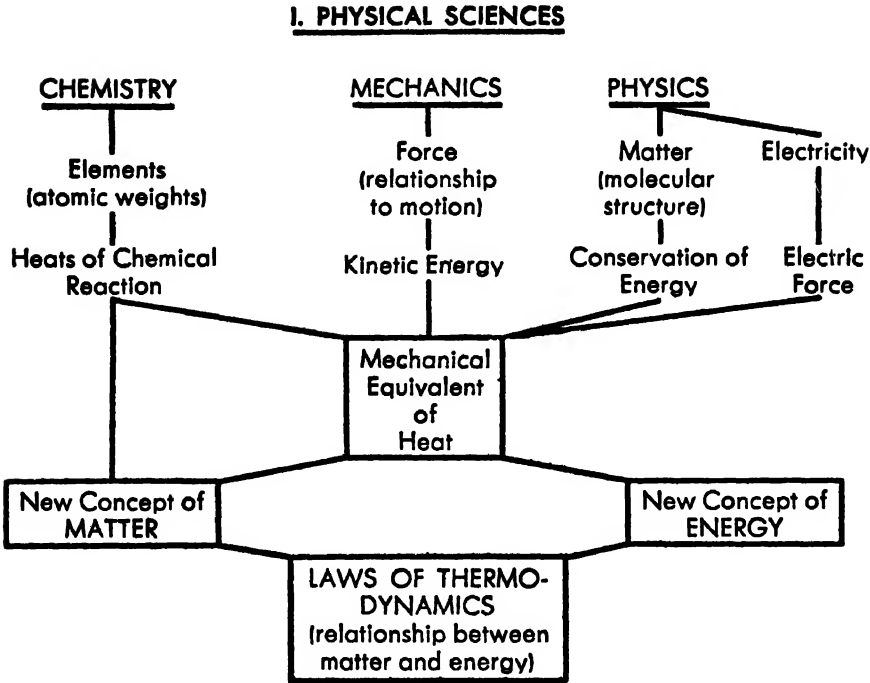 I. PHYSICAL SCIENCES
CHEMISTRY
MECHANICS
PHYSICS
Elements
(atomic weights)
Force
(relationship
to motion)
Matter
(molecular
structure)
Electricity
Heats of Chemical
Reaction
Kinetic Energy
Conservation of
Energy
Electric
Force
Mechanical
Equivalent
of
Heat
New Concept of
MATTER
New Concept of
ENERGY
LAWS OF THERMO-
DYNAMICS
(relationship between
matter and energy)